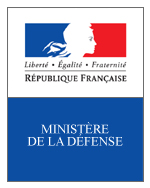 Liberté • Égalité • Fraternité
RÉPUBLIQUE FRANÇAISE
MINISTÈRE
DE LA DÉFENSE